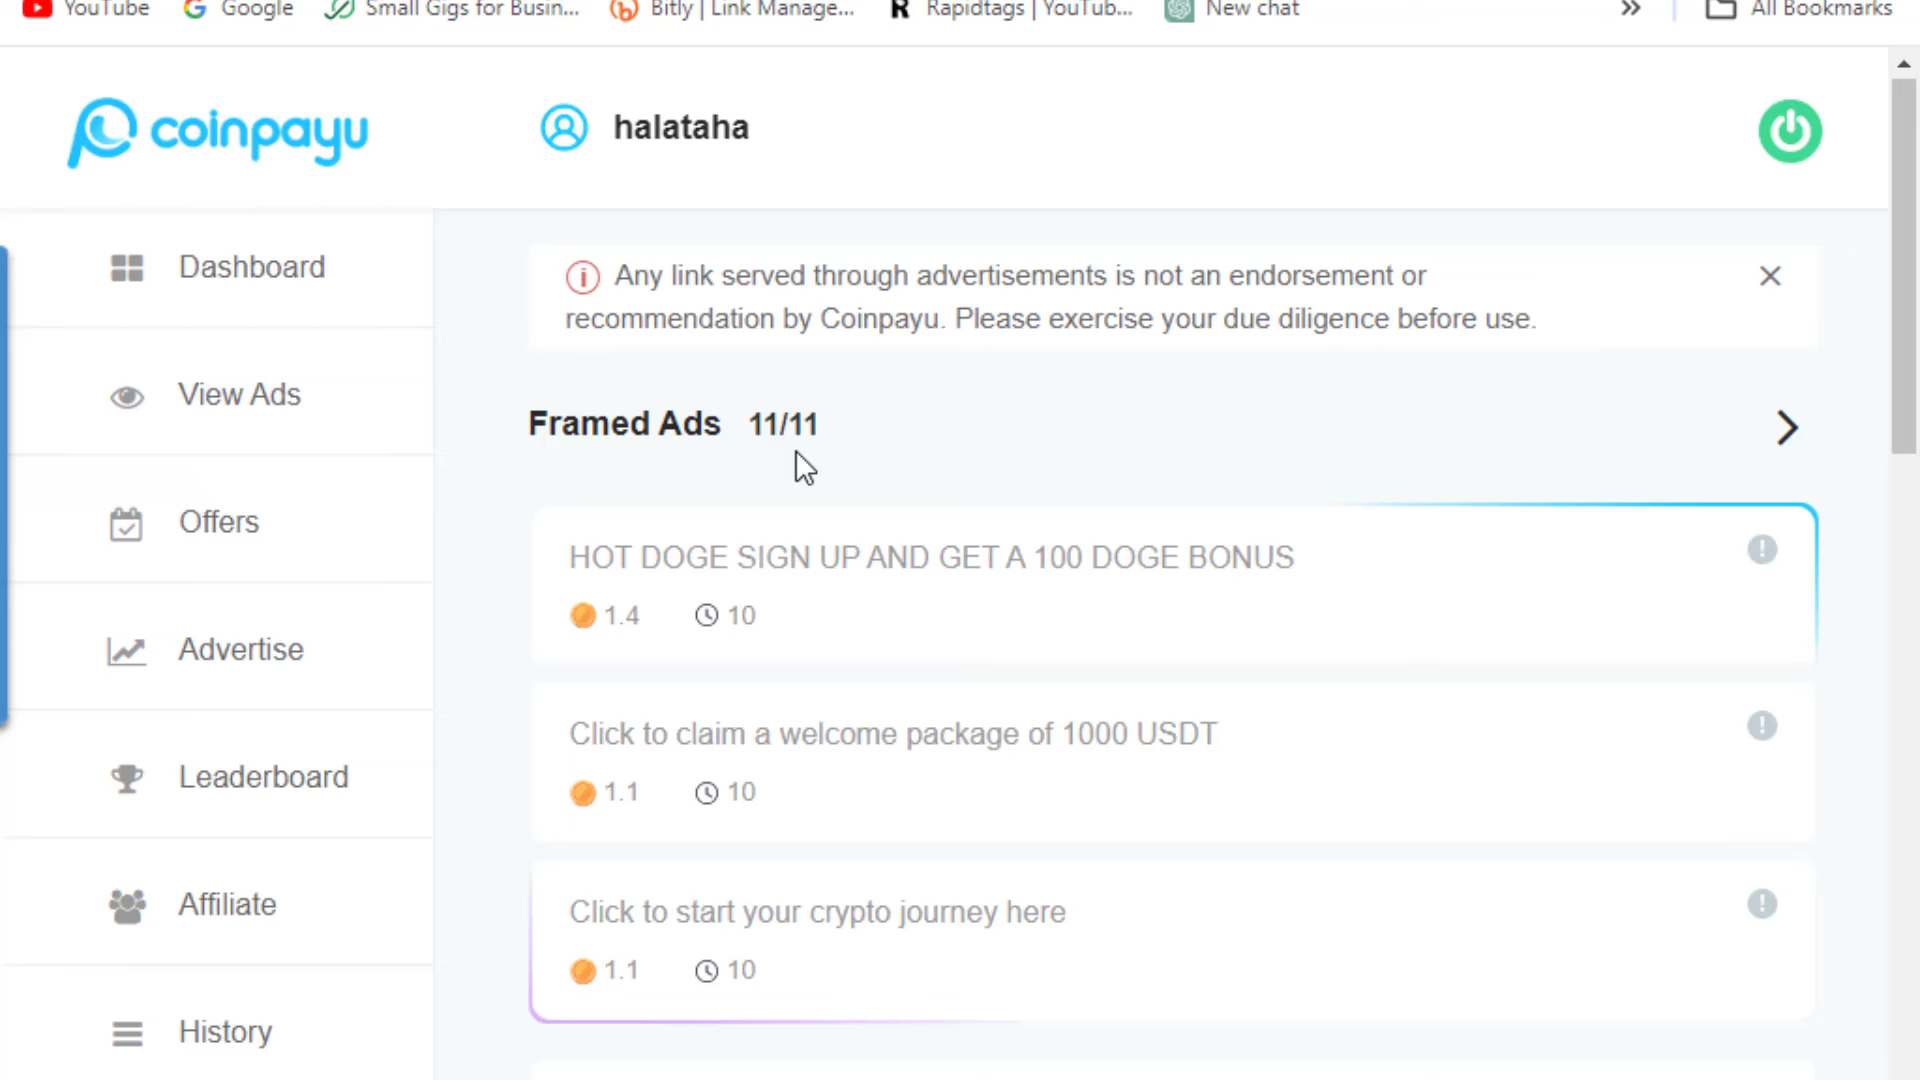 YouTube Google Small Gigs for Busin... Bitly | Link Manage... Rapidtags | YouTub... New chat » All Bookmarks
coinpayu halataha
Any link served through advertisements is not an endorsement or
recommendation by Coinpayu. Please exercise your due diligence before use.
Dashboard
View Ads
Offers
Advertise
Leaderboard
Affiliate
History
Framed Ads 11/11
HOT DOGE SIGN UP AND GET A 100 DOGE BONUS
1.4 10
Click to claim a welcome package of 1000 USDT
1.1 10
Click to start your crypto journey here
1.1 10